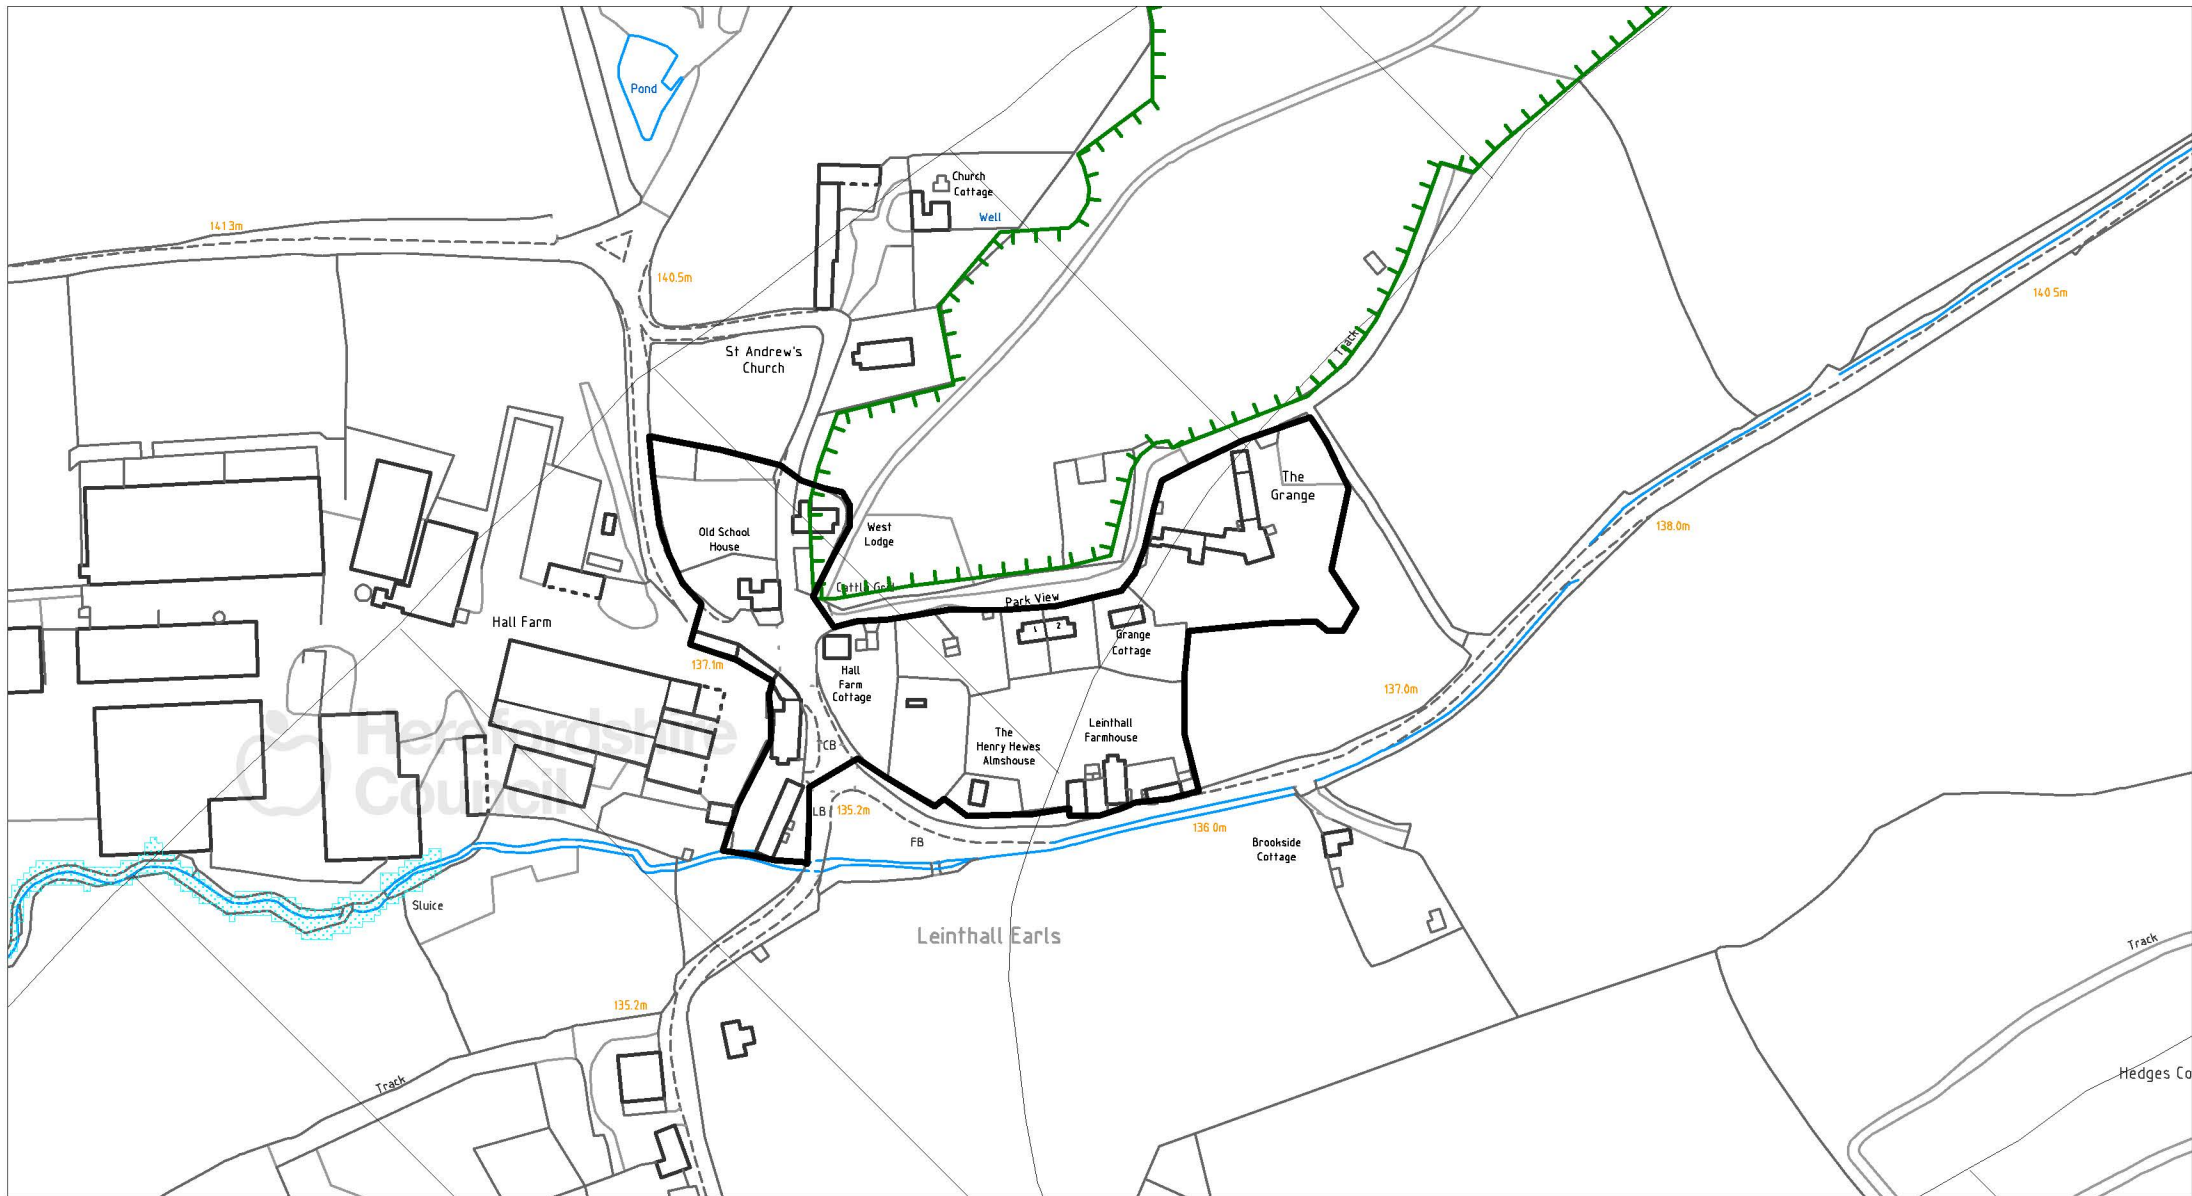 Pond
Church
Cottage
Well
141.3m
140.5m
140.5m
St Andrew's
Church
Track
The
Grange
Old School
House
West
Lodge
138.0m
Park View
Hall Farm
1
2
Grange
Cottage
137.1m
Hall
Farm
Cottage
137.0m
Herefordshire
Council
Leinthall
Farmhouse
The
Henry Hewes
Almshouse
TCB
LB
135.2m
136.0m
FB
Brookside
Cottage
Sluice
Leinthall Earls
Track
135.2m
Track
Hedges Co